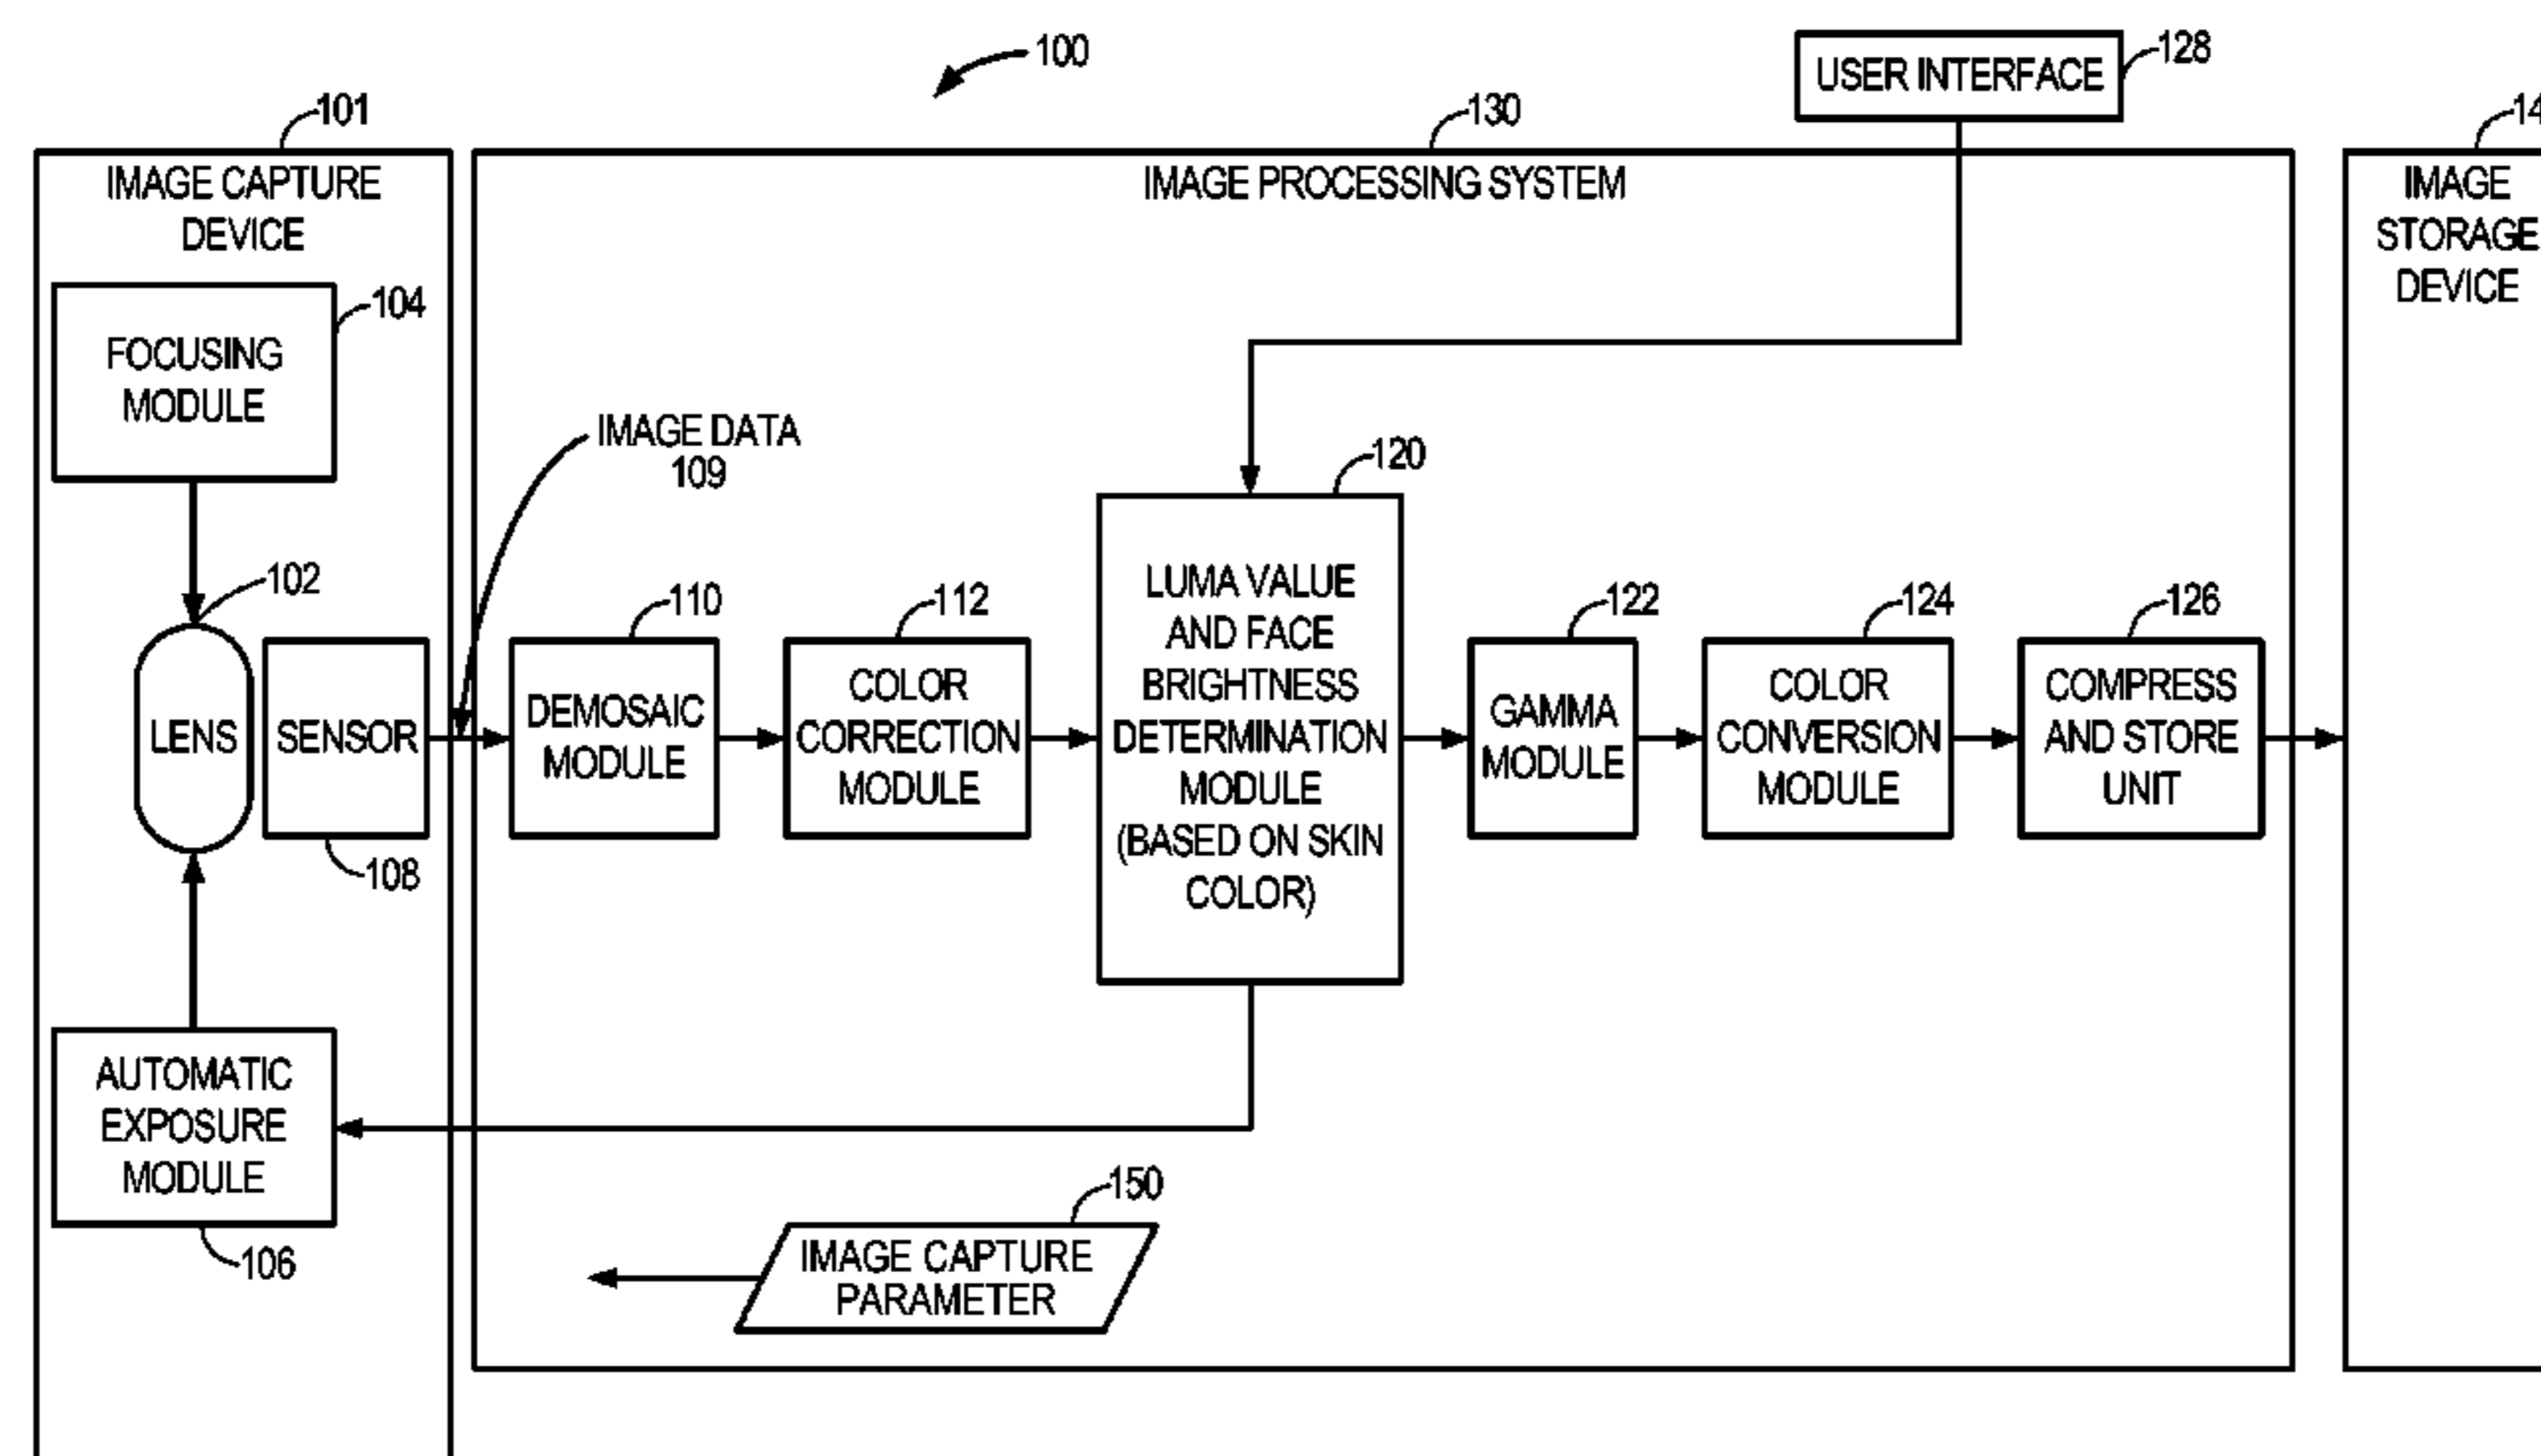 100
USER INTERFACE
128
101
130
14
IMAGE CAPTURE
DEVICE
IMAGE PROCESSING SYSTEM
IMAGE
STORAGE
DEVICE
104
FOCUSING
MODULE
IMAGE DATA
109
120
102
110
112
122
124
126
LENS
SENSOR
108
DEMOSAIC
MODULE
COLOR
CORRECTION
MODULE
LUMA VALUE
AND FACE
BRIGHTNESS
DETERMINATION
MODULE
(BASED ON SKIN
COLOR)
GAMMA
MODULE
COLOR
CONVERSION
MODULE
COMPRESS
AND STORE
UNIT
AUTOMATIC
EXPOSURE
MODULE
106
150
IMAGE CAPTURE
PARAMETER